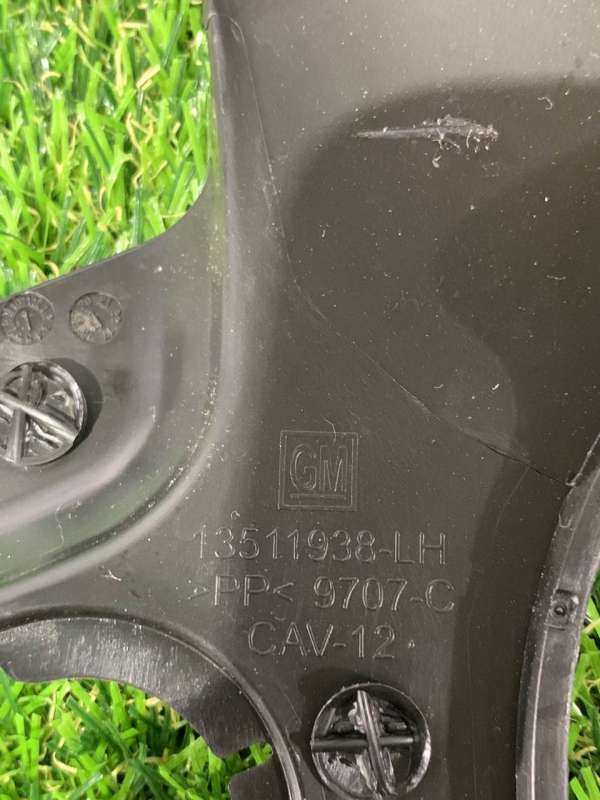 GM
13511938-LH
>PP< 9707-C
CAV-12